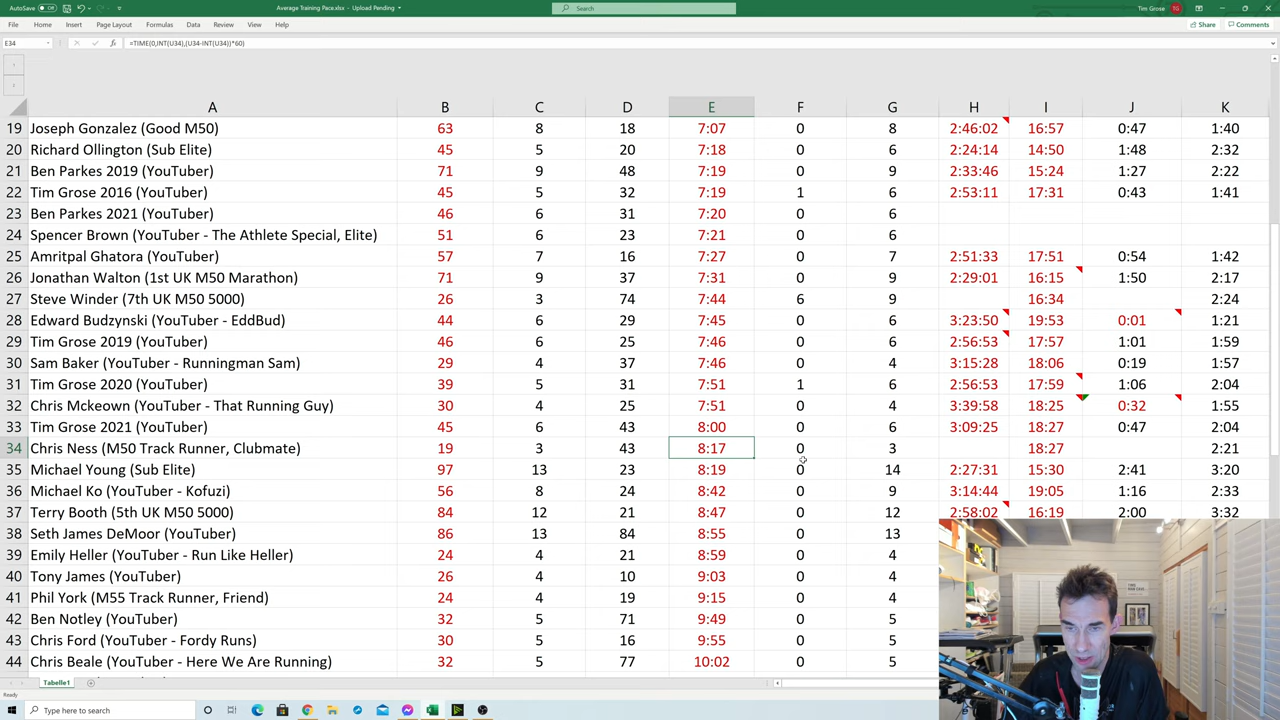 AutoSave On Average Training Pace.xlsx - Upload Pending Search Tim Grose TG
File Home Insert Page Layout Formulas Data Review View Help Share Comments
E34 fx =TIME(0,INT(U34),(U34-INT(U34))*60)
A B C D E F G H I J K
19 Joseph Gonzalez (Good M50) 63 8 18 7:07 0 8 2:46:02 16:57 0:47 1:40
20 Richard Ollington (Sub Elite) 45 5 20 7:18 0 6 2:24:14 14:50 1:48 2:32
21 Ben Parkes 2019 (YouTuber) 71 9 48 7:19 0 9 2:33:46 15:24 1:27 2:22
22 Tim Grose 2016 (YouTuber) 45 5 32 7:19 1 6 2:53:11 17:31 0:43 1:41
23 Ben Parkes 2021 (YouTuber) 46 6 31 7:20 0 6
24 Spencer Brown (YouTuber - The Athlete Special, Elite) 51 6 23 7:21 0 6
25 Amritpal Ghatora (YouTuber) 57 7 16 7:27 0 7 2:51:33 17:51 0:54 1:42
26 Jonathan Walton (1st UK M50 Marathon) 71 9 37 7:31 0 9 2:29:01 16:15 1:50 2:17
27 Steve Winder (7th UK M50 5000) 26 3 74 7:44 6 9 16:34 2:24
28 Edward Budzynski (YouTuber - EddBud) 44 6 29 7:45 0 6 3:23:50 19:53 0:01 1:21
29 Tim Grose 2019 (YouTuber) 46 6 25 7:46 0 6 2:56:53 17:57 1:01 1:59
30 Sam Baker (YouTuber - Runningman Sam) 29 4 37 7:46 0 4 3:15:28 18:06 0:19 1:57
31 Tim Grose 2020 (YouTuber) 39 5 31 7:51 1 6 2:56:53 17:59 1:06 2:04
32 Chris Mckeown (YouTuber - That Running Guy) 30 4 25 7:51 0 4 3:39:58 18:25 0:32 1:55
33 Tim Grose 2021 (YouTuber) 45 6 43 8:00 0 6 3:09:25 18:27 0:47 2:04
34 Chris Ness (M50 Track Runner, Clubmate) 19 3 43 8:17 0 3 18:27 2:21
35 Michael Young (Sub Elite) 97 13 23 8:19 0 14 2:27:31 15:30 2:41 3:20
36 Michael Ko (YouTuber - Kofuzi) 56 8 24 8:42 0 9 3:14:44 19:05 1:16 2:33
37 Terry Booth (5th UK M50 5000) 84 12 21 8:47 0 12 2:58:02 16:19 2:00 3:32
38 Seth James DeMoor (YouTuber) 86 13 84 8:55 0 13
39 Emily Heller (YouTuber - Run Like Heller) 24 4 21 8:59 0 4
40 Tony James (YouTuber) 26 4 10 9:03 0 4
41 Phil York (M55 Track Runner, Friend) 24 4 19 9:15 0 4
42 Ben Notley (YouTuber) 32 5 71 9:49 0 5
43 Chris Ford (YouTuber - Fordy Runs) 30 5 16 9:55 0 5
44 Chris Beale (YouTuber - Here We Are Running) 32 5 77 10:02 0 5
Tabelle1
Ready
Type here to search